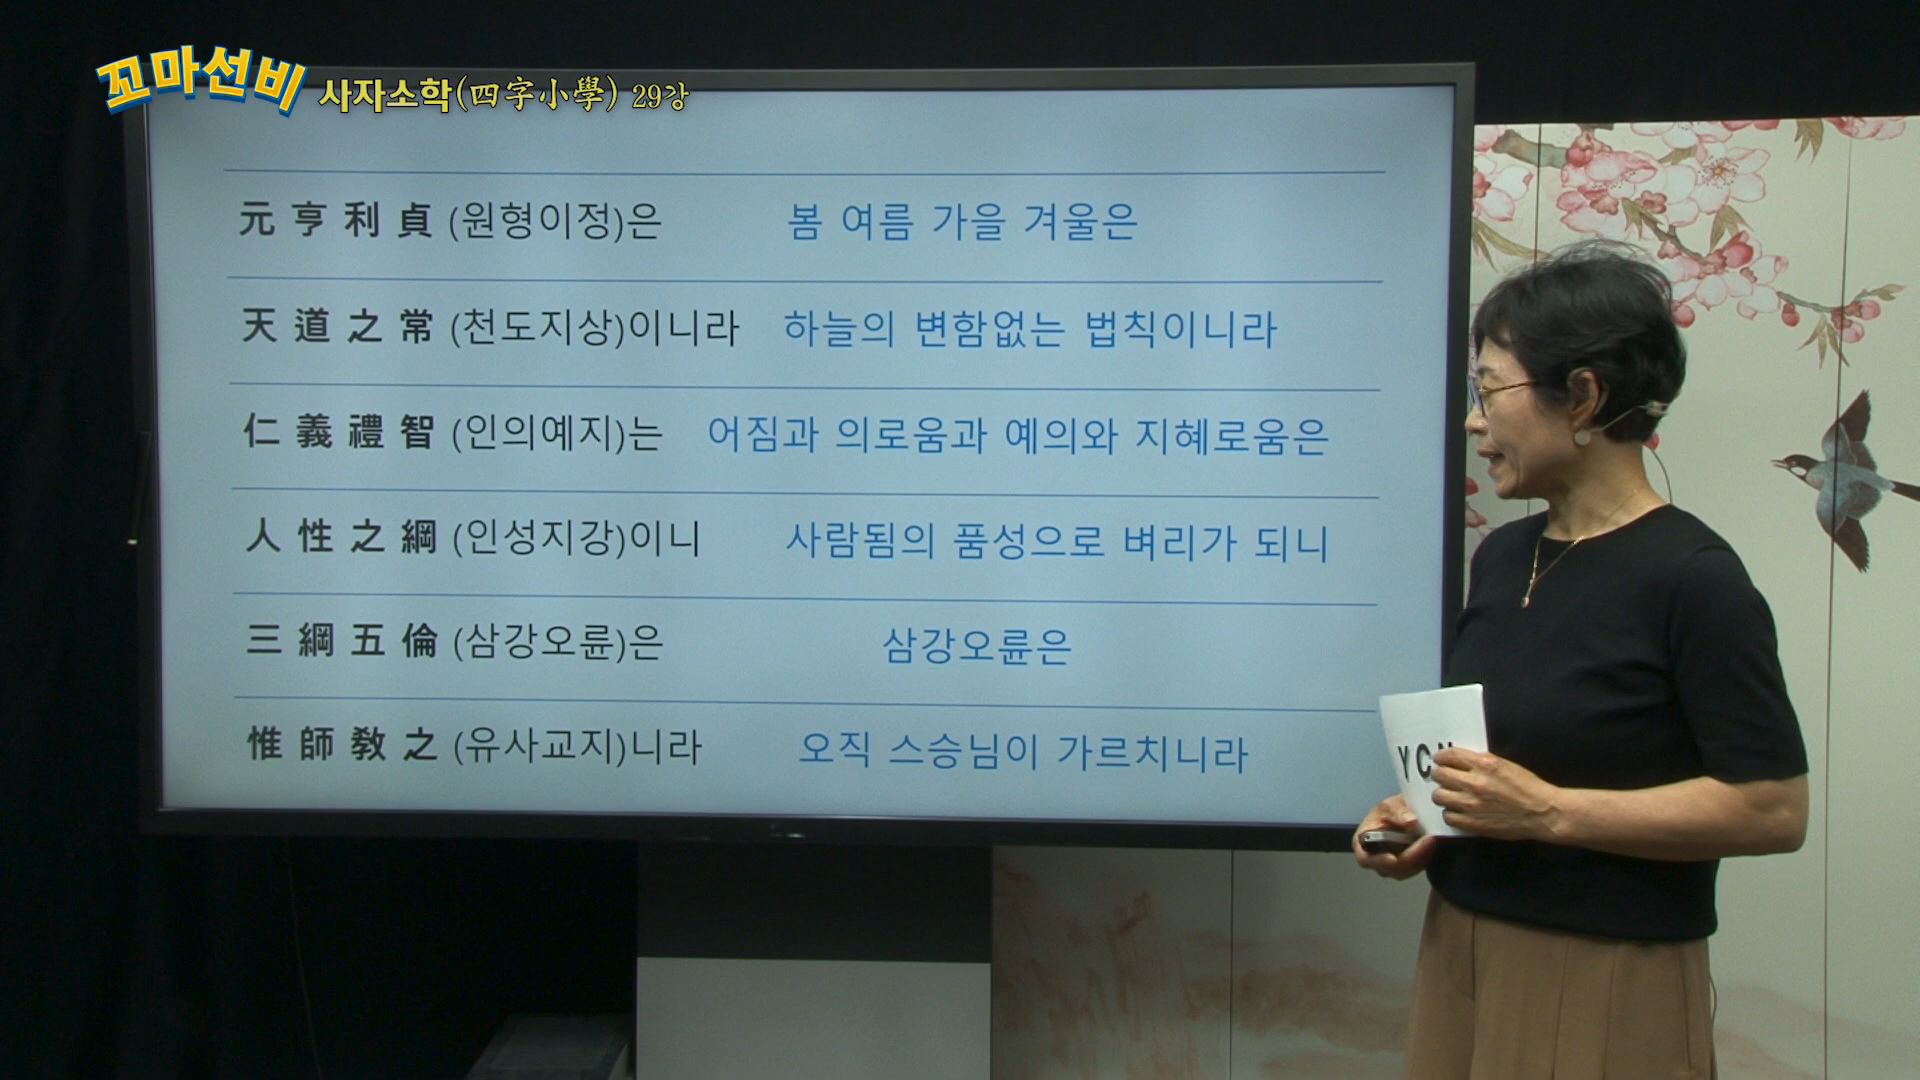 꼬마선비 사자소학(四字小學) 29강
元亨利貞 (원형이정)은 봄 여름 가을 겨울은
天道之常 (천도지상)이니라 하늘의 변함없는 법칙이니라
仁義禮智 (인의예지)는 어짐과 의로움과 예의와 지혜로움은
人性之綱 (인성지강)이니 사람됨의 품성으로 벼리가 되니
三綱五倫 (삼강오륜)은 삼강오륜은
惟師敎之 (유사교지)니라 오직 스승님이 가르치니라